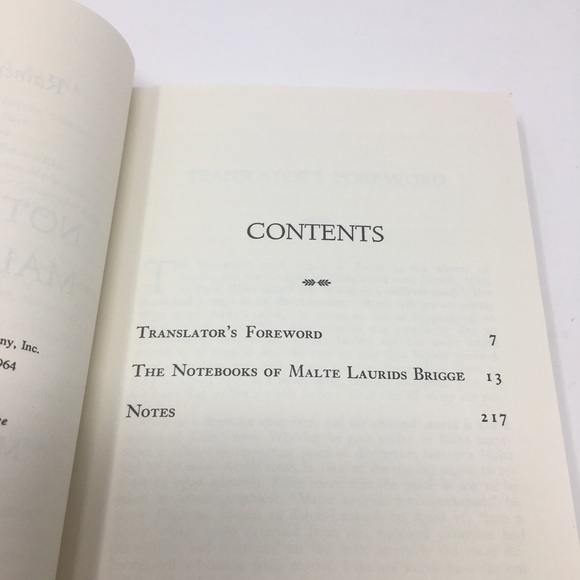 ny, Inc.
964
CONTENTS
TRANSLATOR'S FOREWORD 7
THE NOTEBOOKS OF MALTE LAURIDS BRIGGE 13
NOTES 217